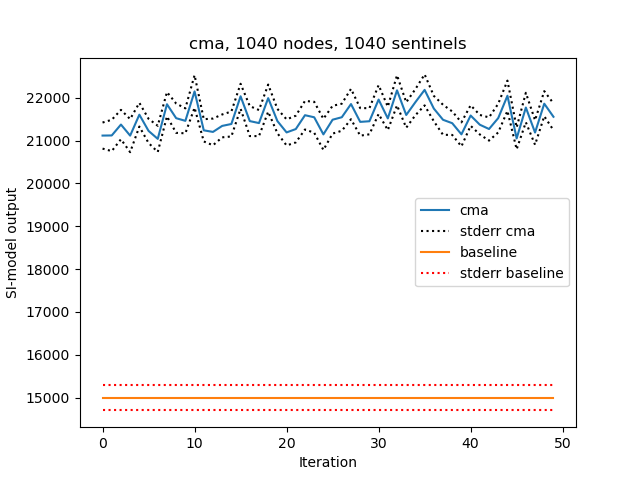 cma, 1040 nodes, 1040 sentinels
22000
21000
20000
19000
18000
17000
16000
15000
SI-model output
cma
stderr cma
baseline
stderr baseline
0 10 20 30 40 50
Iteration